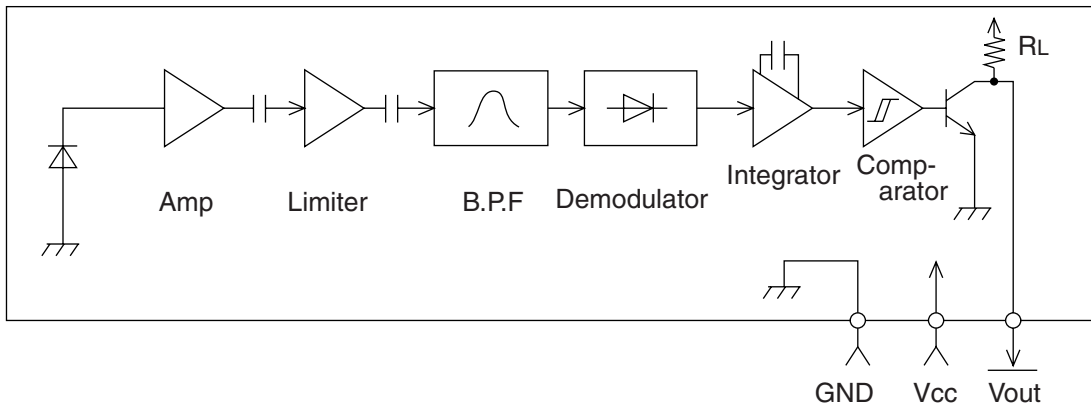 RL
Amp
Limiter
B.P.F
Demodulator
Integrator
Comp-
arator
GND
Vcc
Vout